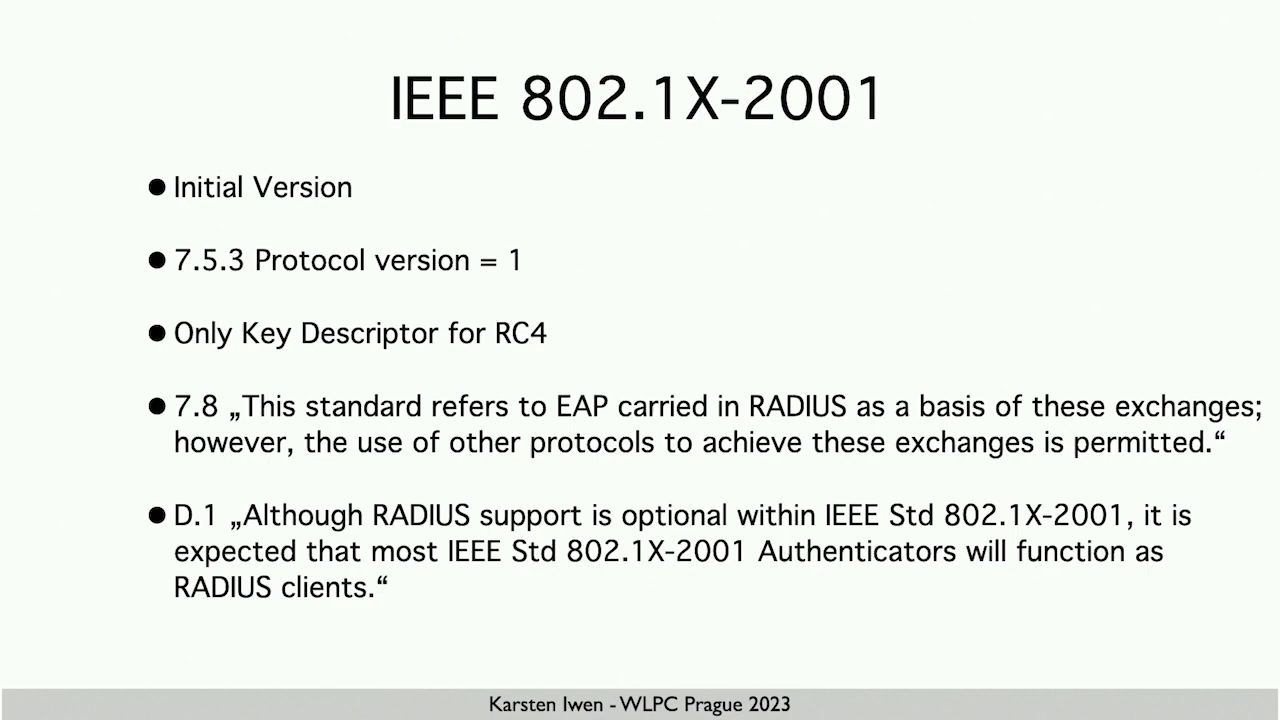 IEEE 802.1X-2001
● Initial Version
● 7.5.3 Protocol version = 1
● Only Key Descriptor for RC4
● 7.8 „This standard refers to EAP carried in RADIUS as a basis of these exchanges;
however, the use of other protocols to achieve these exchanges is permitted.“
● D.1 „Although RADIUS support is optional within IEEE Std 802.1X-2001, it is
expected that most IEEE Std 802.1X-2001 Authenticators will function as
RADIUS clients.“
Karsten Iwen - WLPC Prague 2023